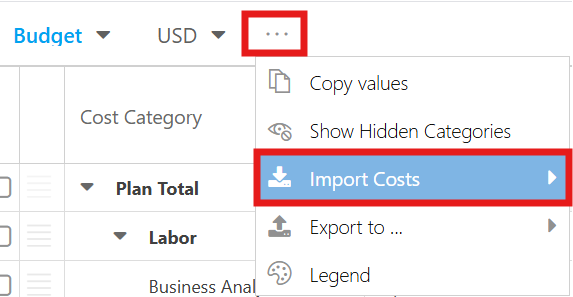 Budget USD ...
Copy values
Cost Category
Show Hidden Categories
Import Costs
Plan Total
Export to ...
Labor
Legend
Business Analy